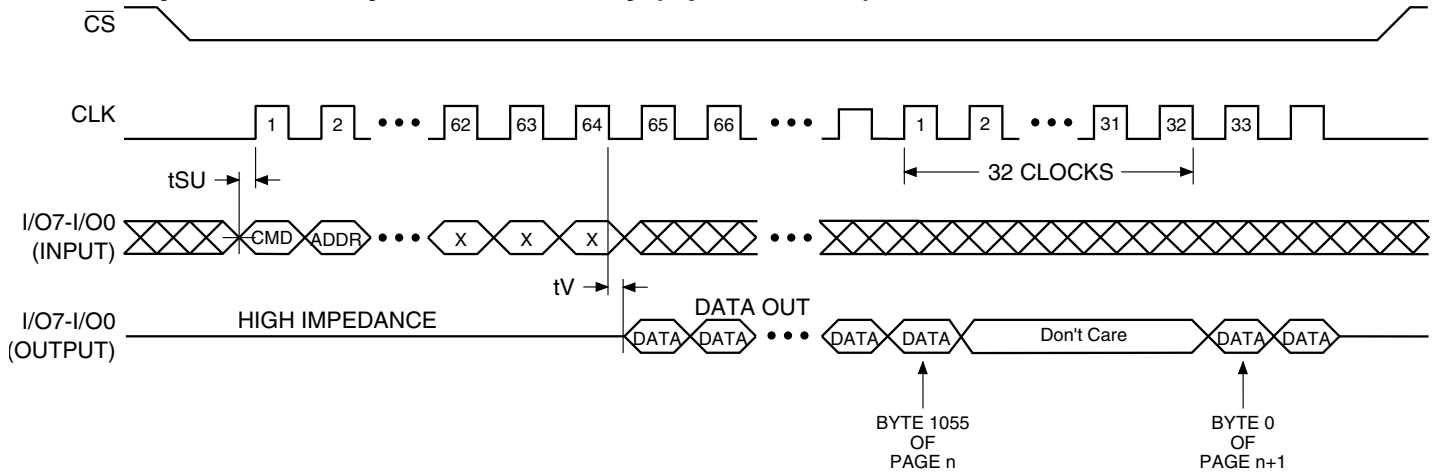 CS
CLK
1 2 ••• 62 63 64 65 66 ••• 1 2 ••• 31 32 33
tSU
32 CLOCKS
I/O7-I/O0
(INPUT)
CMD ADDR ••• X X X •••
tV
DATA OUT
I/O7-I/O0
(OUTPUT)
HIGH IMPEDANCE
DATA DATA ••• DATA DATA Don't Care DATA DATA
BYTE 1055
OF
PAGE n
BYTE 0
OF
PAGE n+1